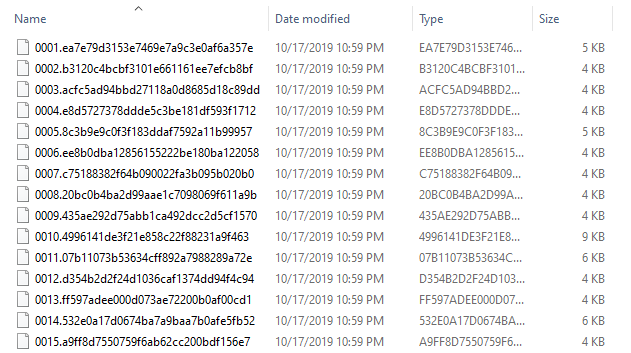 Name Date modified Type Size
0001.ea7e79d3153e7469e7a9c3e0af6a357e 10/17/2019 10:59 PM EA7E79D3153E746... 5 KB
0002.b3120c4bcbf3101e661161ee7efcb8bf 10/17/2019 10:59 PM B3120C4BCBF3101... 4 KB
0003.acfc5ad94bbd27118a0d8685d18c89dd 10/17/2019 10:59 PM ACFC5AD94BBD2... 4 KB
0004.e8d5727378ddde5c3be181df593f1712 10/17/2019 10:59 PM E8D5727378DDDE... 4 KB
0005.8c3b9e9c0f3f183ddaf7592a11b99957 10/17/2019 10:59 PM 8C3B9E9C0F3F183... 5 KB
0006.ee8b0dba12856155222be180ba122058 10/17/2019 10:59 PM EE8B0DBA1285615... 4 KB
0007.c75188382f64b090022fa3b095b020b0 10/17/2019 10:59 PM C75188382F64B09... 4 KB
0008.20bc0b4ba2d99aae1c7098069f611a9b 10/17/2019 10:59 PM 20BC0B4BA2D99A... 4 KB
0009.435ae292d75abb1ca492dcc2d5cf1570 10/17/2019 10:59 PM 435AE292D75ABB... 4 KB
0010.4996141de3f21e858c22f88231a9f463 10/17/2019 10:59 PM 4996141DE3F21E8... 9 KB
0011.07b11073b53634cff892a7988289a72e 10/17/2019 10:59 PM 07B11073B53634C... 6 KB
0012.d354b2d2f24d1036caf1374dd94f4c94 10/17/2019 10:59 PM D354B2D2F24D103... 4 KB
0013.ff597adee000d073ae72200b0af00cd1 10/17/2019 10:59 PM FF597ADEE000D07... 4 KB
0014.532e0a17d0674ba7a9baa7b0afe5fb52 10/17/2019 10:59 PM 532E0A17D0674BA... 6 KB
0015.a9ff8d7550759f6ab62cc200bdf156e7 10/17/2019 10:59 PM A9FF8D7550759F6... 4 KB